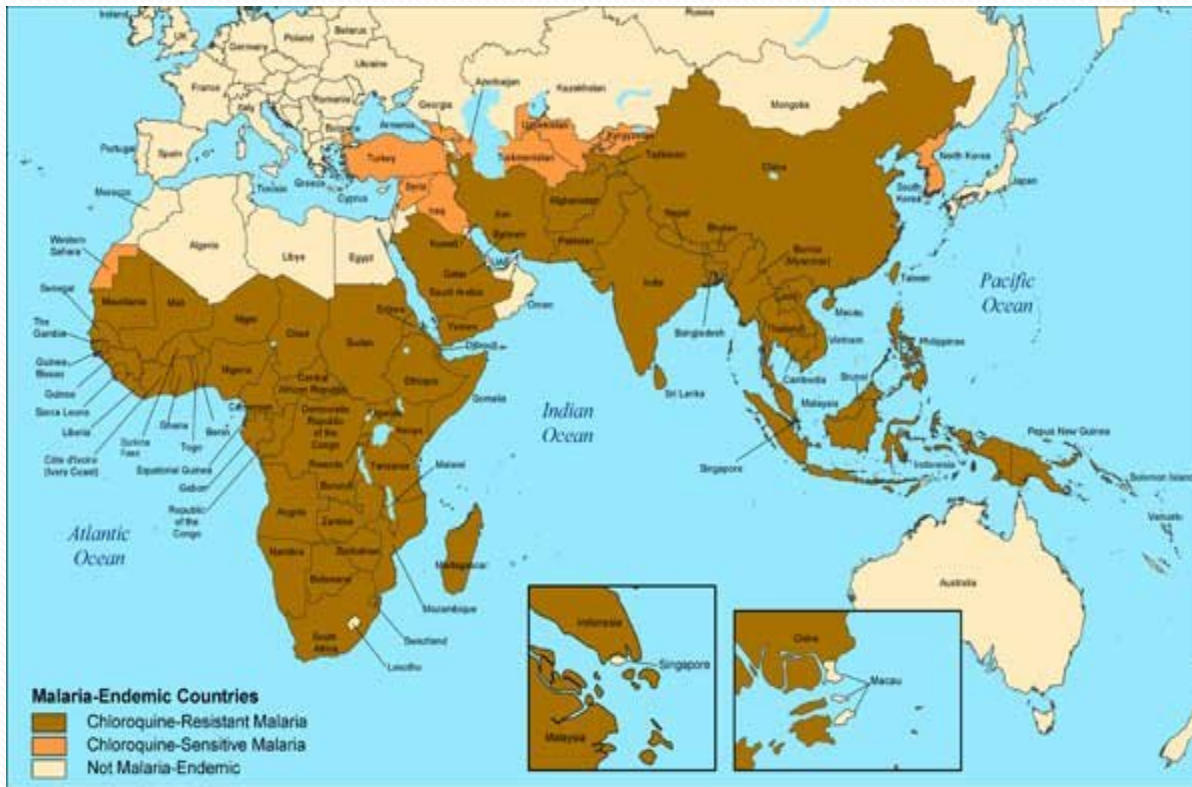 Ireland
UK
Russia
Belarus
Poland
Germany
Ukraine
France
Romania
Italy
Bulgaria
Georgia
Azerbaijan
Kazakhstan
Mongolia
Armenia
Uzbekistan
Kyrgyzstan
Portugal
Spain
Turkey
Turkmenistan
Tajikistan
China
North Korea
Japan
South
Korea
Morocco
Tunisia
Greece
Cyprus
Syria
Iraq
Iran
Afghanistan
Pakistan
Nepal
Bhutan
Burma
(Myanmar)
Western
Sahara
Algeria
Libya
Egypt
Kuwait
Bahrain
Qatar
UAE
Saudi Arabia
Oman
Yemen
India
Bangladesh
Laos
Thailand
Vietnam
Cambodia
Macau
Taiwan
Philippines
Pacific
Ocean
Senegal
Mauritania
Mali
Niger
Chad
Sudan
Eritrea
Djibouti
The
Gambia
Guinea
Bissau
Guinea
Sierra Leone
Liberia
Côte d'Ivoire
(Ivory Coast)
Burkina
Faso
Ghana
Togo
Benin
Nigeria
Cameroon
Central
African Republic
Ethiopia
Somalia
Equatorial Guinea
Gabon
Republic
of the
Congo
Democratic
Republic
of the
Congo
Uganda
Kenya
Rwanda
Burundi
Tanzania
Malawi
Indian
Ocean
Sri Lanka
Brunei
Malaysia
Singapore
Indonesia
Papua New Guinea
Solomon Island
Vanuatu
Atlantic
Ocean
Angola
Zambia
Namibia
Zimbabwe
Botswana
Madagascar
Mozambique
Swaziland
South
Africa
Lesotho
Australia
Indonesia
Singapore
Malaysia
China
Macau
Malaria-Endemic Countries
Chloroquine-Resistant Malaria
Chloroquine-Sensitive Malaria
Not Malaria-Endemic